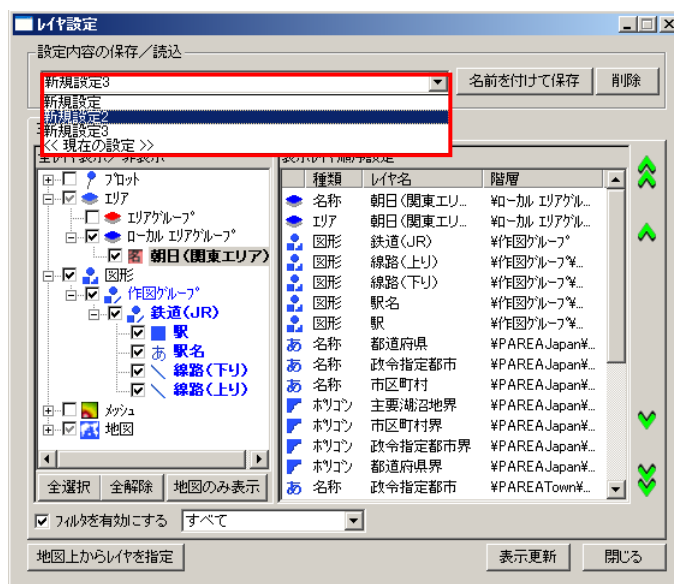 レイヤ設定
設定内容の保存／読込
新規設定3
名前を付けて保存
削除
新規設定
新規設定2
新規設定3
<< 現在の設定 >>
プロット
エリア
エリアグループ
ローカル エリアグループ
名 朝日(関東エリア)
図形
作図グループ
鉄道(JR)
駅
あ 駅名
線路(下り)
線路(上り)
メッシュ
地図
全選択
全解除
地図のみ表示
種類 レイヤ名 階層
名称 朝日(関東エリ... ¥ローカル エリアグル...
エリア 朝日(関東エリ... ¥ローカル エリアグル...
図形 鉄道(JR) ¥作図グループ
図形 線路(上り) ¥作図グループ¥...
図形 線路(下り) ¥作図グループ¥...
図形 駅名 ¥作図グループ¥...
図形 駅 ¥作図グループ¥...
あ 名称 都道府県 ¥PAREAJapan¥...
あ 名称 政令指定都市 ¥PAREAJapan¥...
あ 名称 市区町村 ¥PAREAJapan¥...
ポリゴン 主要湖沼地界 ¥PAREAJapan¥...
ポリゴン 市区町村界 ¥PAREAJapan¥...
ポリゴン 政令指定都市界 ¥PAREAJapan¥...
ポリゴン 都道府県界 ¥PAREAJapan¥...
あ 名称 政令指定都市 ¥PAREATown¥...
フィルタを有効にする すべて
地図上からレイヤを指定
表示更新
閉じる